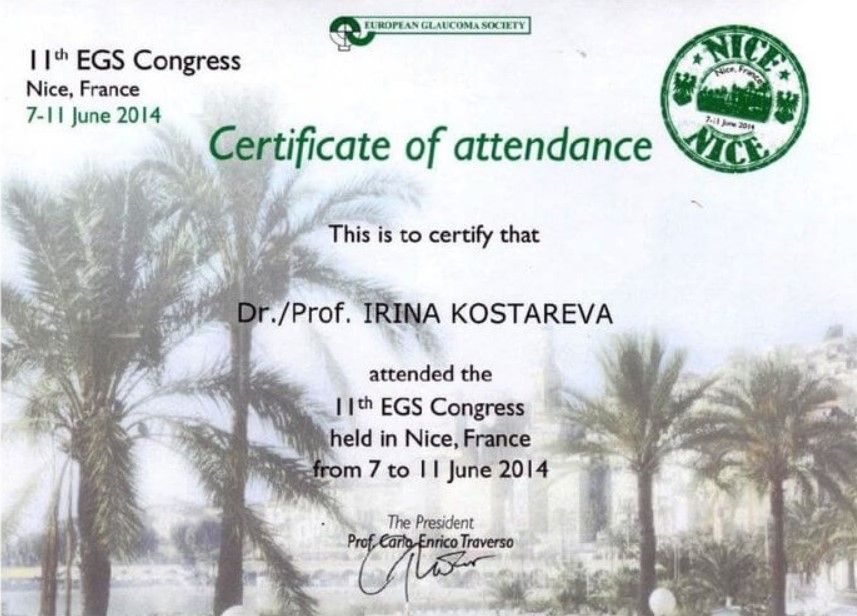 EUROPEAN GLAUCOMA SOCIETY
11th EGS Congress
Nice, France
7-11 June 2014
NICE
Nice, France
7-11 June 2014
NICE
Certificate of attendance
This is to certify that
Dr./Prof. IRINA KOSTAREVA
attended the
11th EGS Congress
held in Nice, France
from 7 to 11 June 2014
The President
Prof. Carlo Enrico Traverso